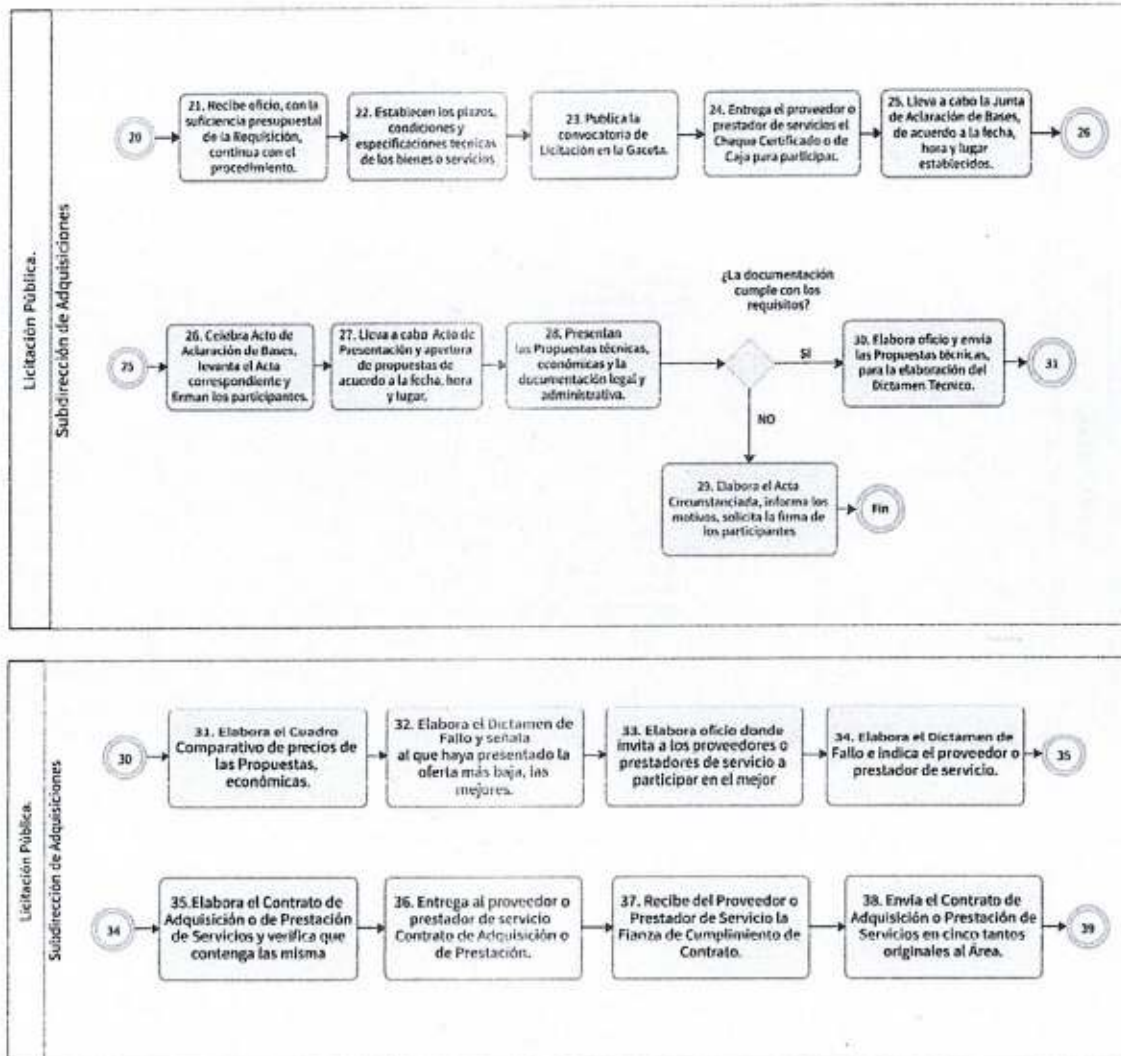 Licitación Pública.
Subdirección de Adquisiciones
20
21. Recibe oficio, con la
suficiencia presupuestal
de la Requisición,
continua con el
procedimiento.
22. Establecen los plazos,
condiciones y
especificaciones técnicas
de los bienes o servicios
23. Publica la
convocatoria de
Licitación en la Gaceta.
24. Entrega el proveedor o
prestador de servicios el
Cheque Certificado o de
Caja para participar.
25. Lleva a cabo la Junta
de Aclaración de Bases,
de acuerdo a la fecha,
hora y lugar
establecidos.
26
25
26. Celebra Acto de
Aclaración de Bases,
levanta el Acta
correspondiente y
firman los participantes.
27. Lleva a cabo Acto de
Presentación y apertura
de propuestas de
acuerdo a la fecha, hora
y lugar.
28. Presentan
las Propuestas técnicas,
económicas y la
documentación legal y
administrativa.
¿La documentación
cumple con los
requisitos?
SI
NO
30. Elabora oficio y envia
las Propuestas técnicas,
para la elaboración del
Dictamen Técnico.
31
29. Elabora el Acta
Circunstanciada, informa los
motivos, solicita la firma de
los participantes
Fin
Licitación Pública.
Subdirección de Adquisiciones
30
31. Elabora el Cuadro
Comparativo de precios de
las Propuestas,
económicas.
32. Elabora el Dictamen de
Fallo y señala
al que haya presentado la
oferta más baja, las
mejores.
33. Elabora oficio donde
invita a los proveedores o
prestadores de servicio a
participar en el mejor
34. Elabora el Dictamen de
Fallo e indica el proveedor o
prestador de servicio.
35
34
35.Elabora el Contrato de
Adquisición o de Prestación
de Servicios y verifica que
contenga las misma
36. Entrega al proveedor o
prestador de servicio
Contrato de Adquisición o
de Prestación.
37. Recibe del Proveedor o
Prestador de Servicio la
Fianza de Cumplimiento de
Contrato.
38. Envia el Contrato de
Adquisición o Prestación de
Servicios en cinco tantos
originales al Área.
39